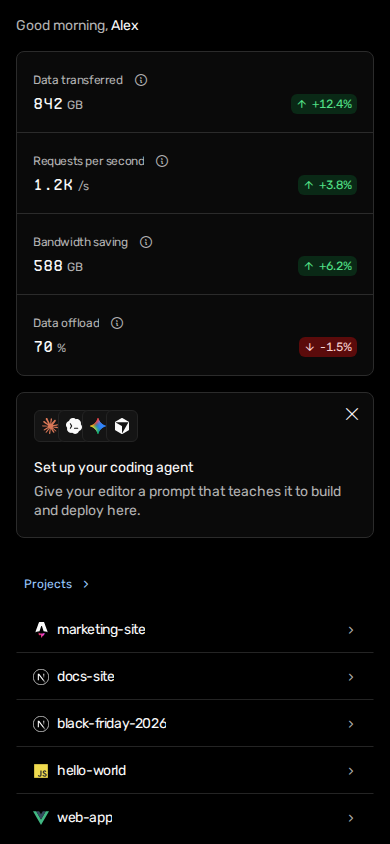 Good morning, Alex
Data transferred
842 GB
↑ +12.4%
Requests per second
1.2K /s
↑ +3.8%
Bandwidth saving
588 GB
↑ +6.2%
Data offload
70 %
↓ -1.5%
Set up your coding agent
Give your editor a prompt that teaches it to build
and deploy here.
Projects
marketing-site
docs-site
black-friday-2026
JS
hello-world
web-app